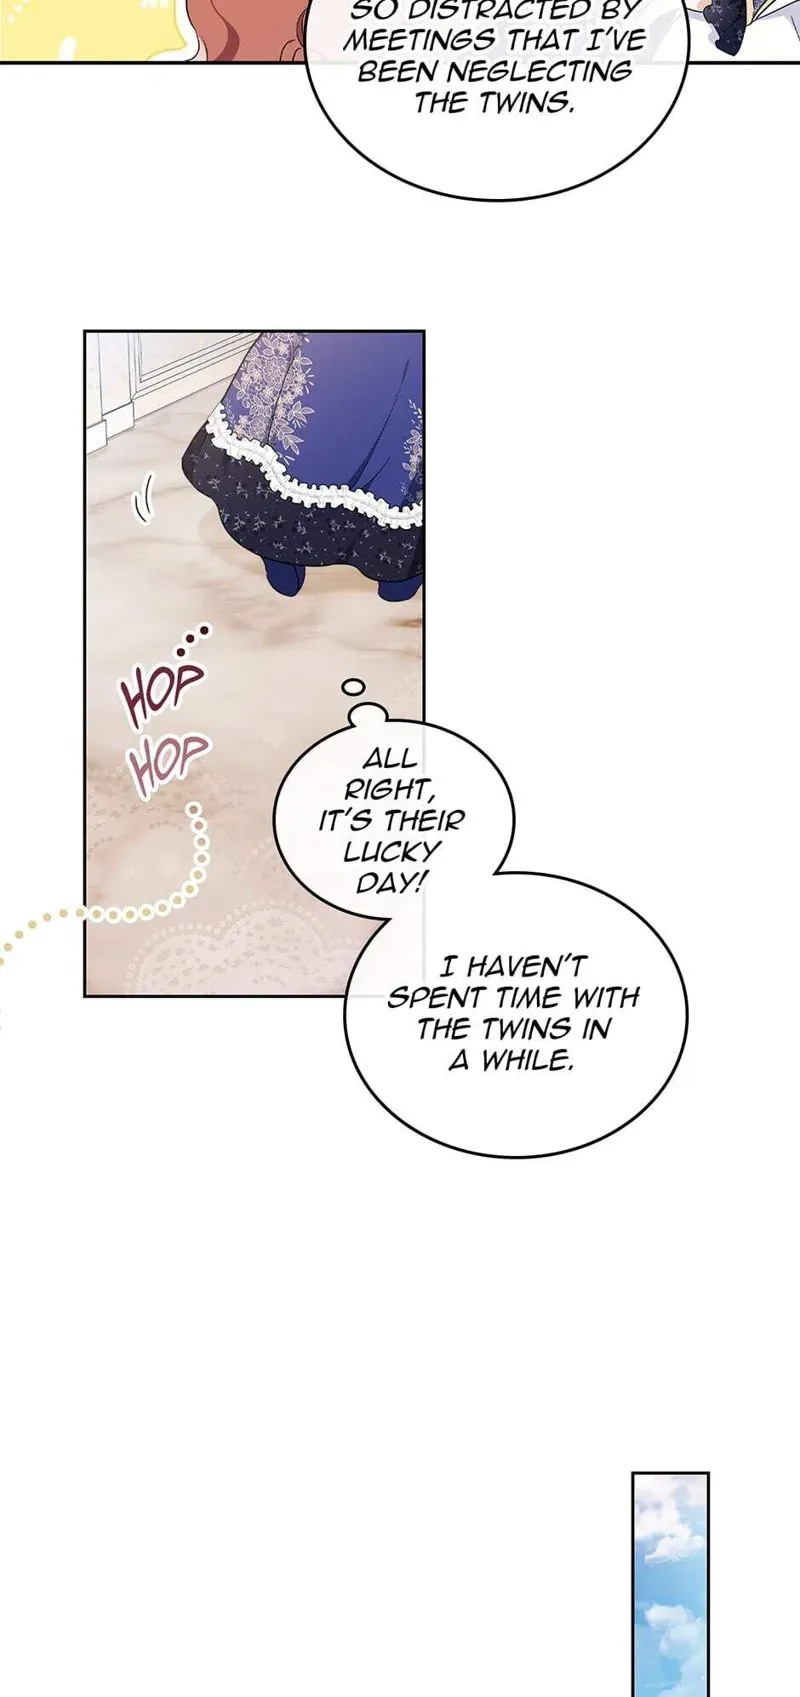 SO DISTRACTED BY
MEETINGS THAT I'VE
BEEN NEGLECTING
THE TWINS.
HOP
HOP
ALL
RIGHT,
IT'S THEIR
LUCKY
DAY!
I HAVEN'T
SPENT TIME WITH
THE TWINS IN
A WHILE.